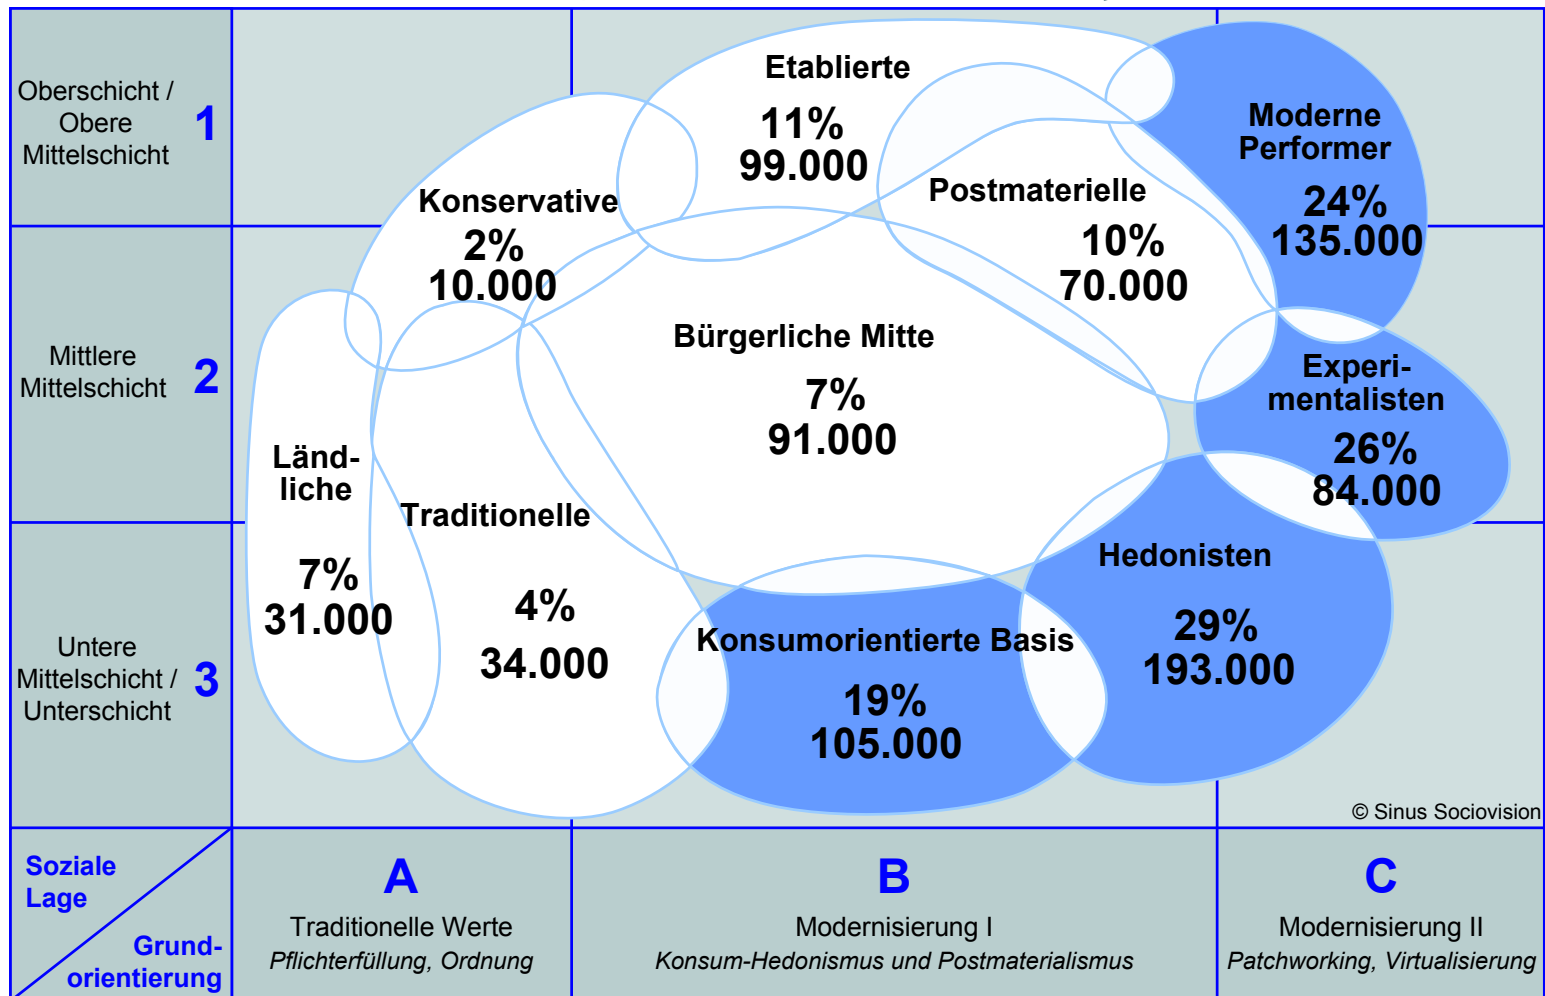 Oberschicht /
Obere
Mittelschicht
1
Etablierte
11%
99.000
Moderne
Performer
24%
135.000
Konservative
2%
10.000
Postmaterielle
10%
70.000
Mittlere
Mittelschicht
2
Bürgerliche Mitte
7%
91.000
Experi-
mentalisten
26%
84.000
Länd-
liche
7%
31.000
Traditionelle
4%
34.000
Hedonisten
29%
193.000
Untere
Mittelschicht /
Unterschicht
3
Konsumorientierte Basis
19%
105.000
© Sinus Sociovision
Soziale
Lage
Grund-
orientierung
A
Traditionelle Werte
Pflichterfüllung, Ordnung
B
Modernisierung I
Konsum-Hedonismus und Postmaterialismus
C
Modernisierung II
Patchworking, Virtualisierung